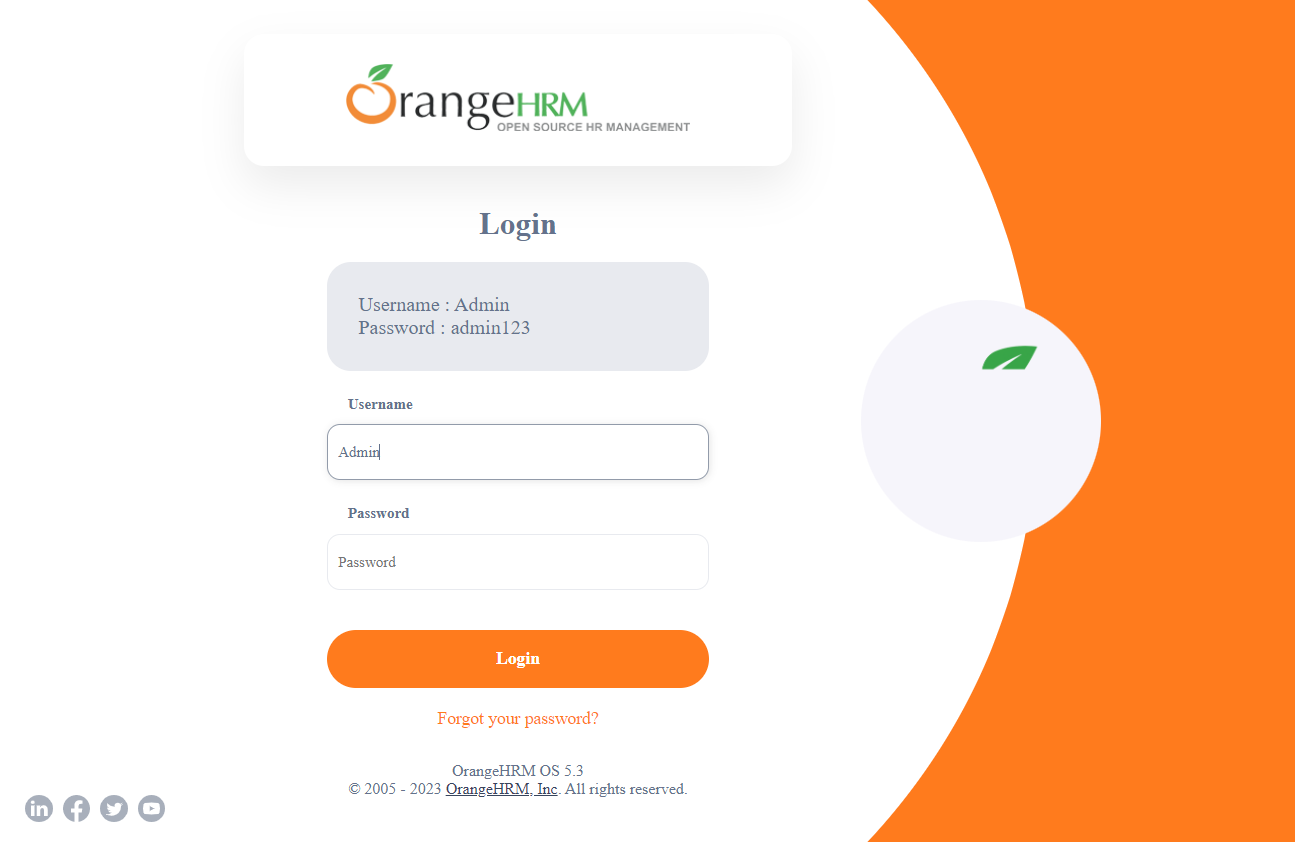 OrangeHRM
OPEN SOURCE HR MANAGEMENT
Login
Username : Admin
Password : admin123
Username
Admin
Password
Password
Login
Forgot your password?
OrangeHRM OS 5.3
© 2005 - 2023 OrangeHRM, Inc. All rights reserved.